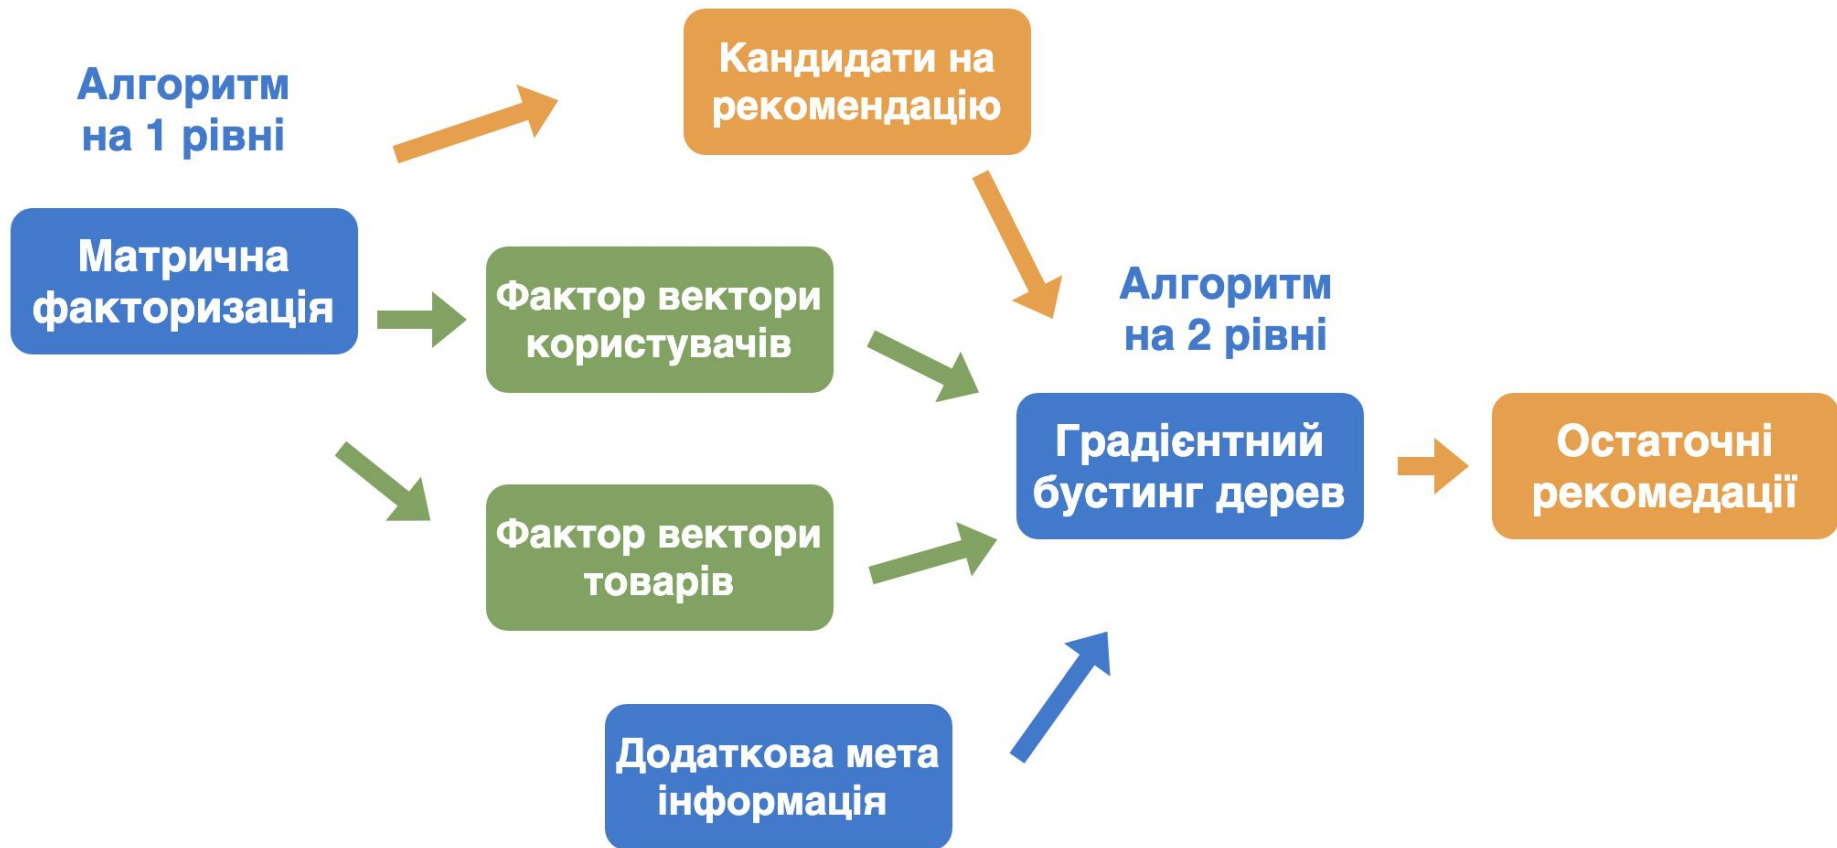 Алгоритм
на 1 рівні
Кандидати на
рекомендацію
Матрична
факторизація
Фактор вектори
користувачів
Алгоритм
на 2 рівні
Фактор вектори
товарів
Градієнтний
бустинг дерев
Остаточні
рекомедації
Додаткова мета
інформація